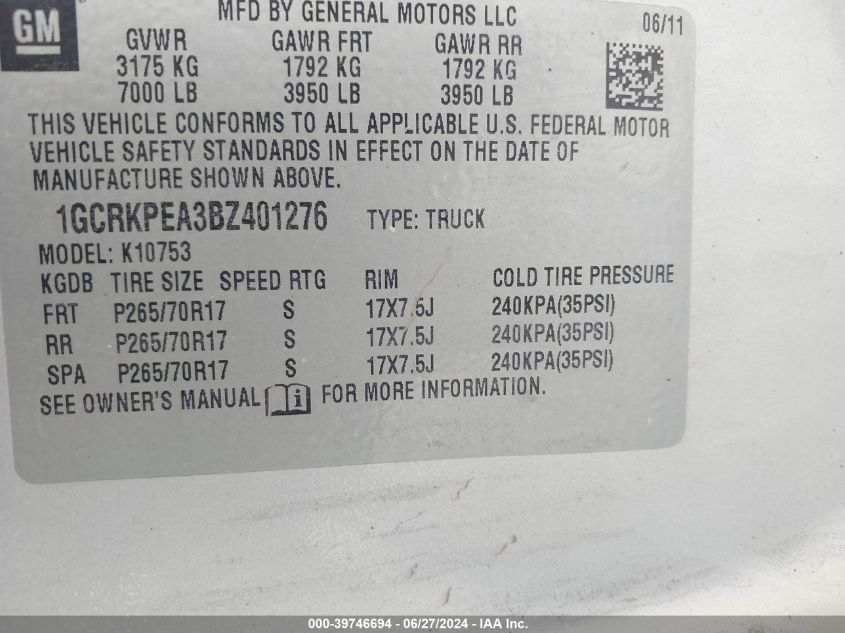 GM
MFD BY GENERAL MOTORS LLC
06/11
GVWR GAWR FRT GAWR RR
3175 KG 1792 KG 1792 KG
7000 LB 3950 LB 3950 LB
THIS VEHICLE CONFORMS TO ALL APPLICABLE U.S. FEDERAL MOTOR
VEHICLE SAFETY STANDARDS IN EFFECT ON THE DATE OF
MANUFACTURE SHOWN ABOVE.
1GCRKPEA3BZ401276 TYPE: TRUCK
MODEL: K10753
KGDB TIRE SIZE SPEED RTG RIM COLD TIRE PRESSURE
FRT P265/70R17 S 17X7.5J 240KPA(35PSI)
RR P265/70R17 S 17X7.5J 240KPA(35PSI)
SPA P265/70R17 S 17X7.5J 240KPA(35PSI)
SEE OWNER'S MANUAL i FOR MORE INFORMATION.
000-39746694 - 06/27/2024 - IAA Inc.